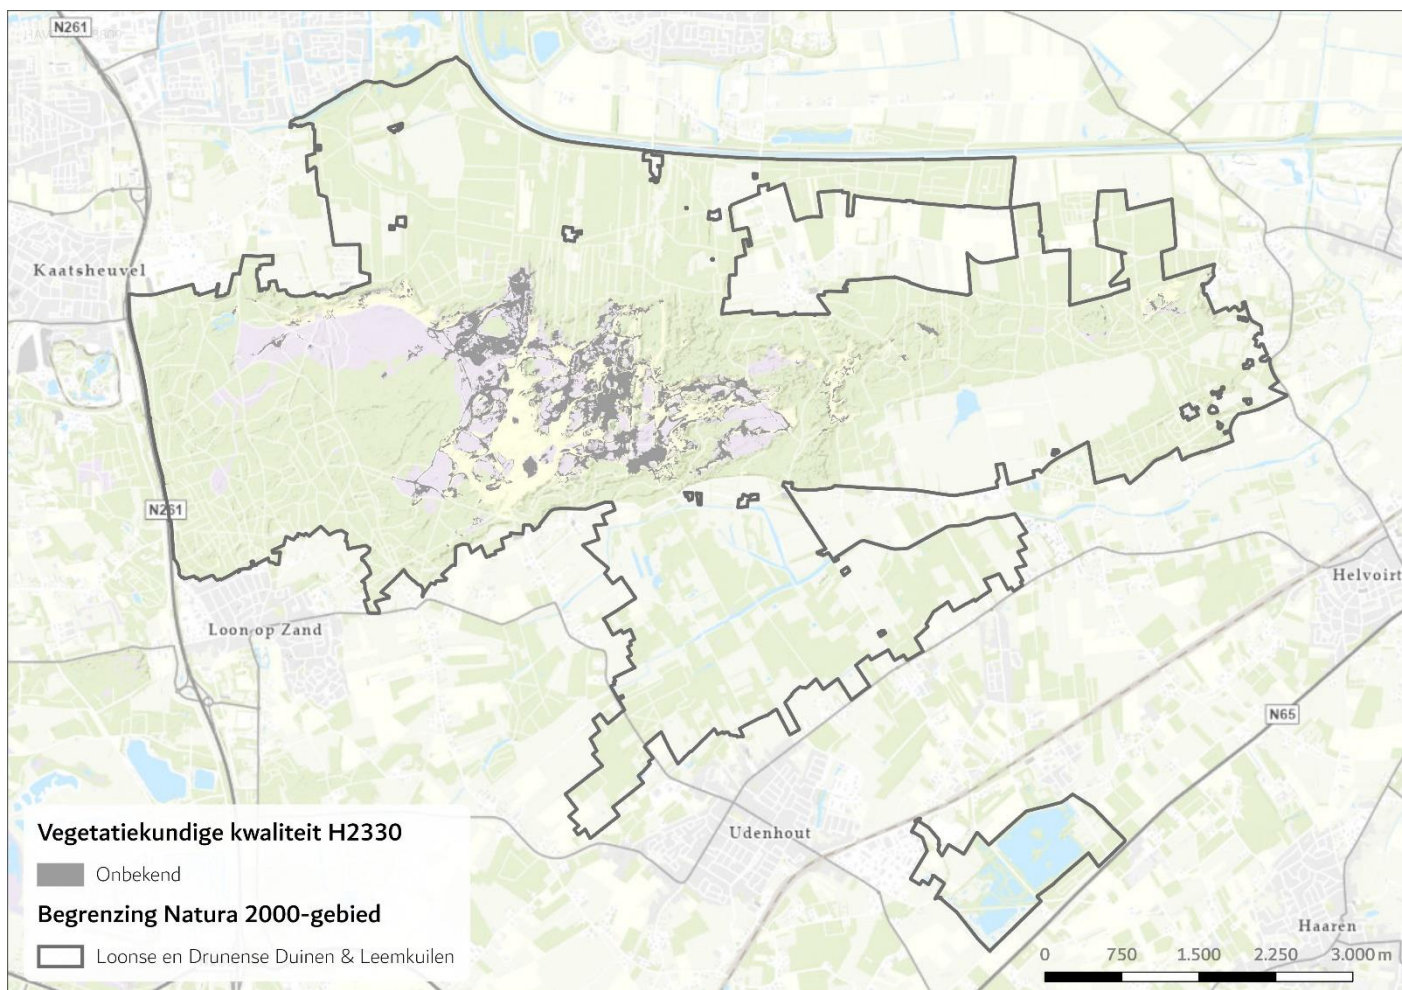 N261
Kaatsheuvel
N261
Loon op Zand
Helvoirt
N65
Udenhout
Haaren
Vegetatiekundige kwaliteit H2330
Onbekend
Begrenzing Natura 2000-gebied
Loonse en Drunense Duinen & Leemkuilen
0 750 1.500 2.250 3.000 m